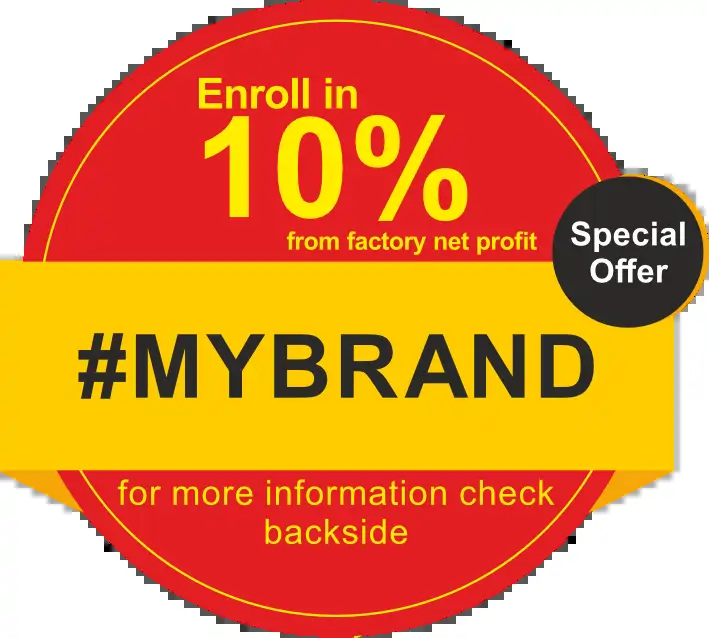 Enroll in
10%
from factory net profit
Special
Offer
#MYBRAND
for more information check
backside